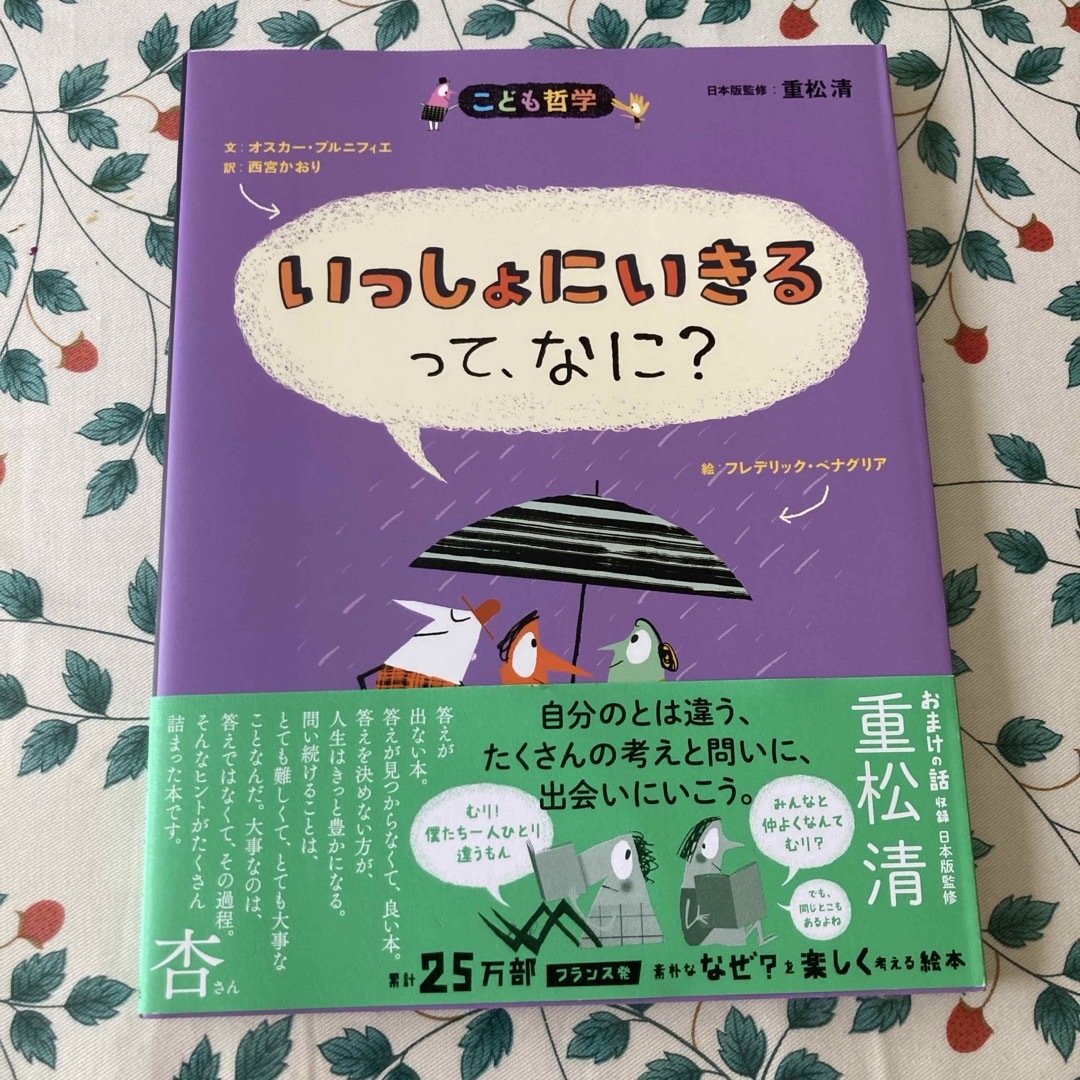 こども哲学
日本版監修：重松清
文：オスカー・ブルニフィエ
訳：西宮かおり
いっしょにいきる
って、なに？
絵：フレデリック・ベナグリア
自分のとは違う、
たくさんの考えと問いに、
出会いにいこう。
おまけの話 収録 日本版監修
重松清
答えが
出ない本。
答えが見つからなくて、良い本。
答えを決めない方が、
人生はきっと豊かになる。
問い続けることは、
とても難しくて、とても大事な
ことなんだ。大事なのは、
答えではなくて、その過程。
そんなヒントがたくさん
詰まった本です。
杏さん
むり！
僕たち一人ひとり
違うもん
みんなと
仲よくなんて
むり？
でも、
同じとこも
あるよね
累計25万部 フランス発 素朴ななぜ？を楽しく考える絵本